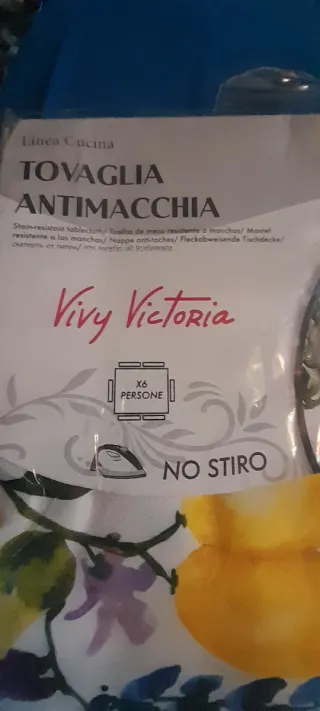 Linea Cucina
TOVAGLIA
ANTIMACCHIA
Stain-resistant tablecloth/ Toalha de mesa resistente a manchas/ Mantel
resistente a las manchas/ Nappe anti-taches/ Fleckabweisende Tischdecke/
Vivy Victoria
X6
PERSONE
NO STIRO